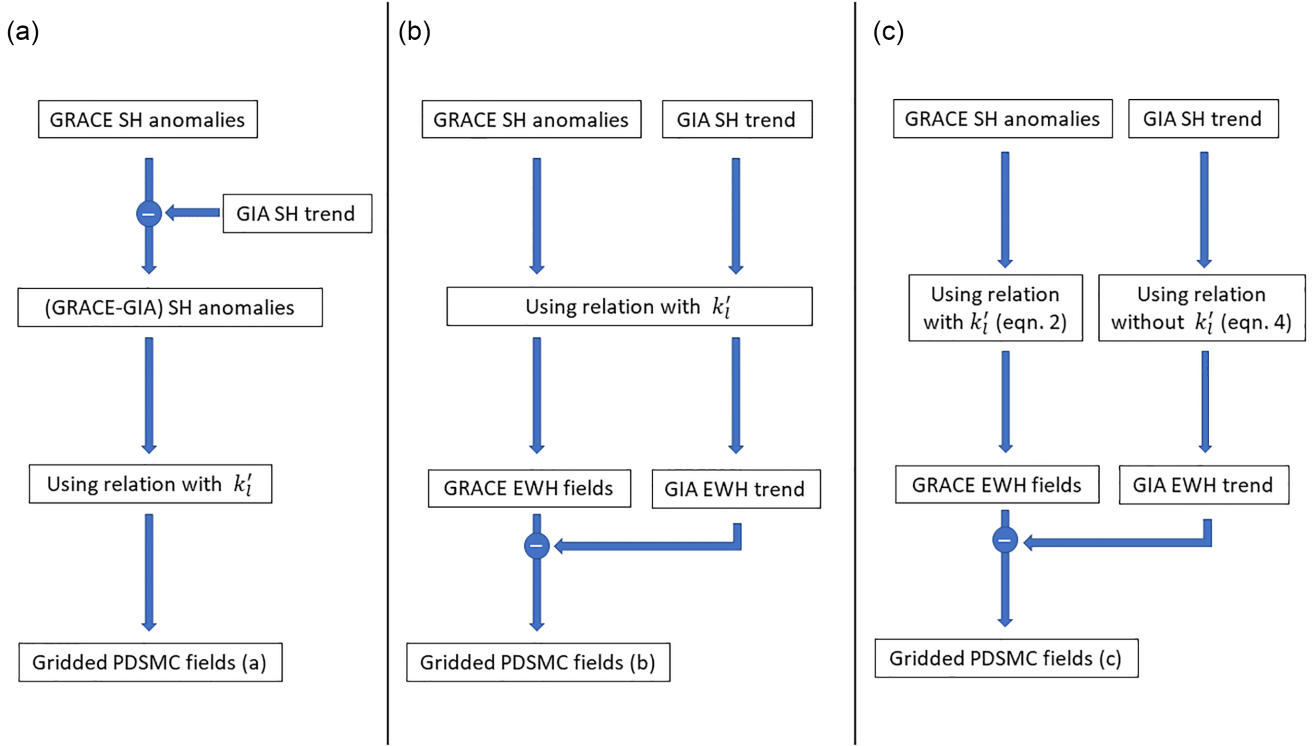 (a)
GRACE SH anomalies
−
GIA SH trend
(GRACE-GIA) SH anomalies
Using relation with k′ₗ
Gridded PDSMC fields (a)
(b)
GRACE SH anomalies
GIA SH trend
Using relation with k′ₗ
GRACE EWH fields
GIA EWH trend
−
Gridded PDSMC fields (b)
(c)
GRACE SH anomalies
GIA SH trend
Using relation
with k′ₗ (eqn. 2)
Using relation
without k′ₗ (eqn. 4)
GRACE EWH fields
GIA EWH trend
−
Gridded PDSMC fields (c)